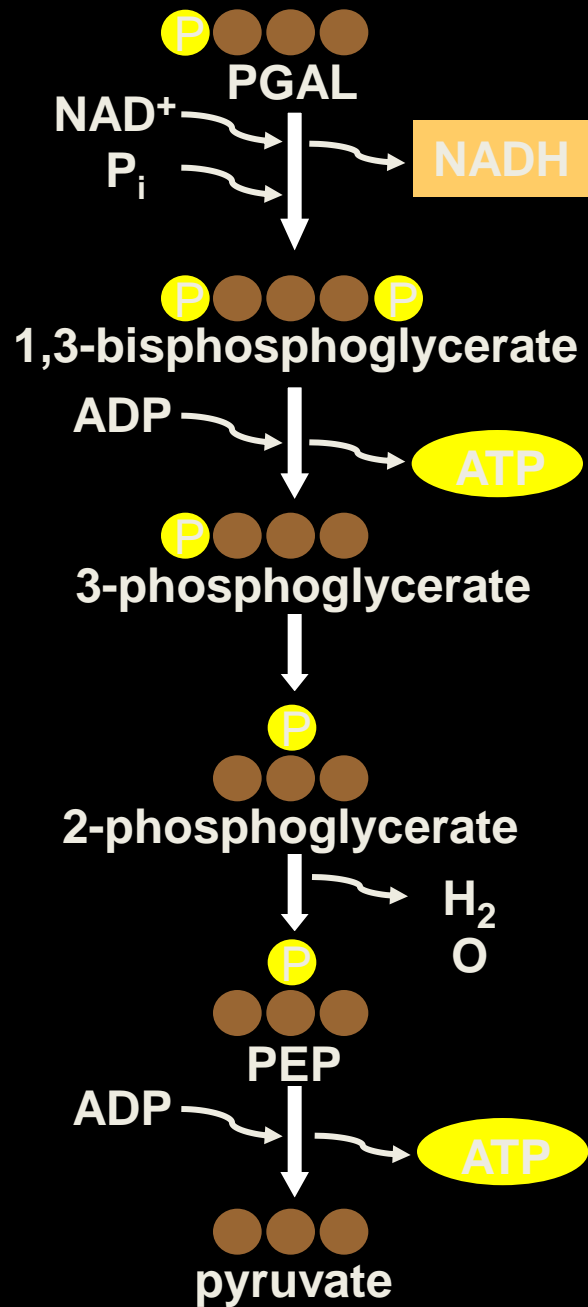 P
PGAL
NAD⁺
Pᵢ
NADH
P P
1,3-bisphosphoglycerate
ADP
ATP
P
3-phosphoglycerate
P
2-phosphoglycerate
H₂
O
P
PEP
ADP
ATP
pyruvate